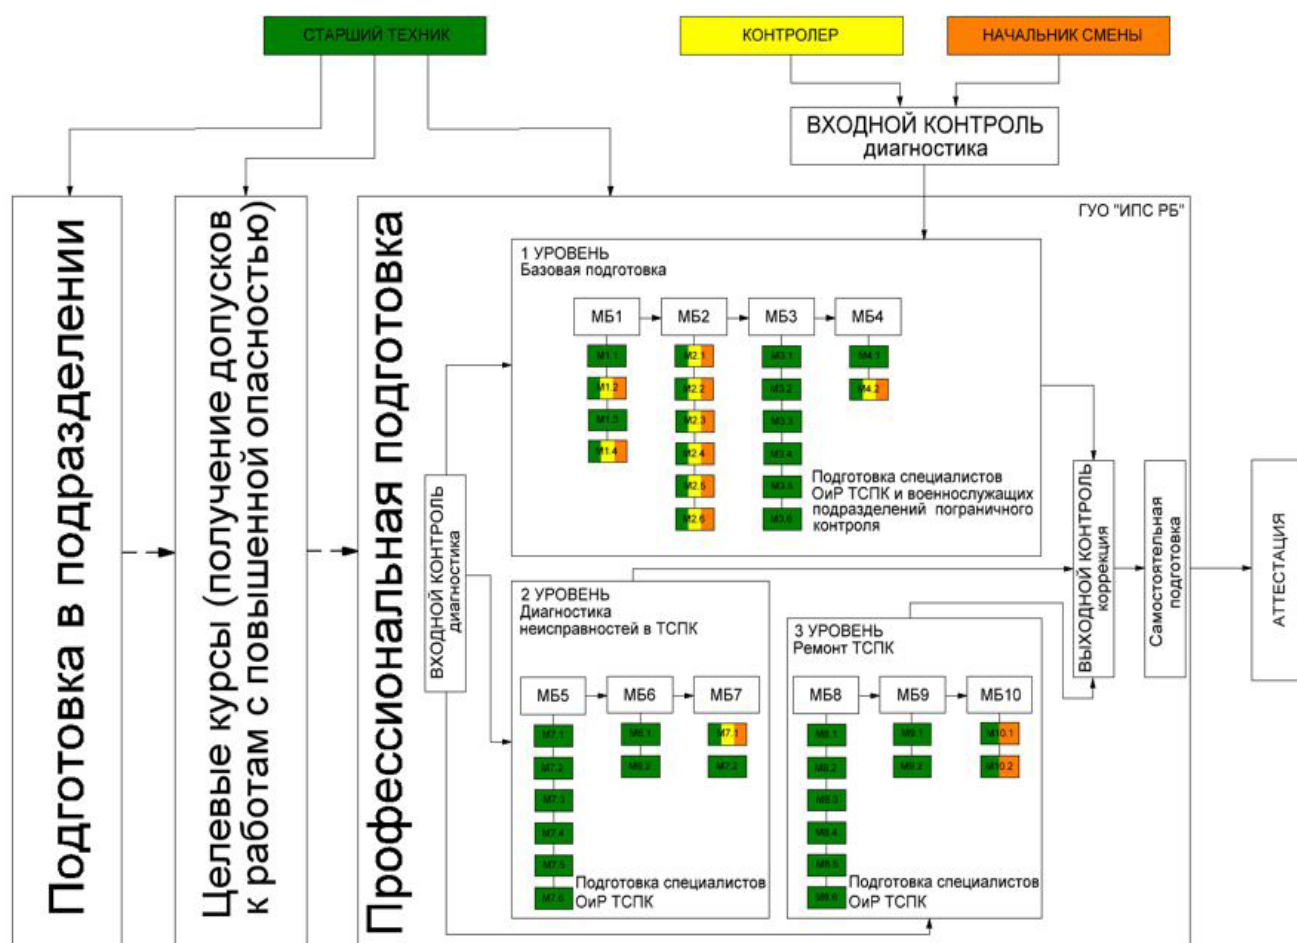 СТАРШИЙ ТЕХНИК
КОНТРОЛЕР
НАЧАЛЬНИК СМЕНЫ
ВХОДНОЙ КОНТРОЛЬ
диагностика
Подготовка в подразделении
Целевые курсы (получение допусков
к работам с повышенной опасностью)
Профессиональная подготовка
ГУО "ИПС РБ"
ВХОДНОЙ КОНТРОЛЬ
диагностика
1 УРОВЕНЬ
Базовая подготовка
МБ1
МБ2
МБ3
МБ4
М1.1
М1.2
М1.3
М1.4
М2.1
М2.2
М2.3
М2.4
М2.5
М2.6
М3.1
М3.2
М3.3
М3.4
М3.5
М3.6
М4.1
М4.2
Подготовка специалистов
ОиР ТСПК и военнослужащих
подразделений пограничного
контроля
2 УРОВЕНЬ
Диагностика
неисправностей в ТСПК
МБ5
МБ6
МБ7
М7.1
М7.2
М7.3
М7.4
М7.5
М7.6
М6.1
М6.2
М7.1
М7.2
Подготовка специалистов
ОиР ТСПК
3 УРОВЕНЬ
Ремонт ТСПК
МБ8
МБ9
МБ10
М8.1
М8.2
М8.3
М8.4
М8.5
М9.1
М9.2
М10.1
М10.2
Подготовка специалистов
ОиР ТСПК
ВЫХОДНОЙ КОНТРОЛЬ
коррекция
Самостоятельная
подготовка
АТТЕСТАЦИЯ